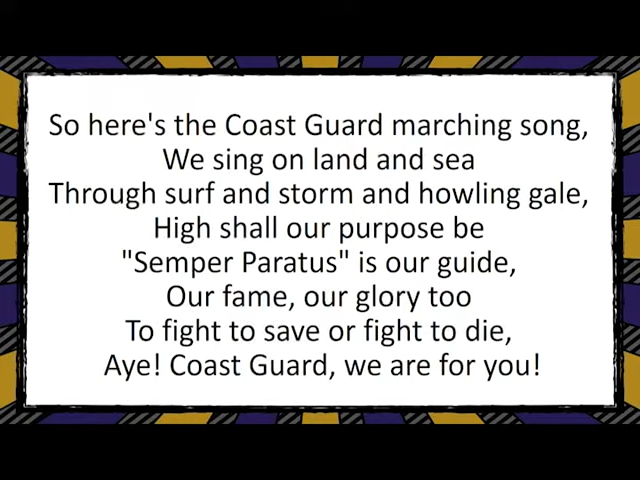 So here's the Coast Guard marching song,
We sing on land and sea
Through surf and storm and howling gale,
High shall our purpose be
"Semper Paratus" is our guide,
Our fame, our glory too
To fight to save or fight to die,
Aye! Coast Guard, we are for you!